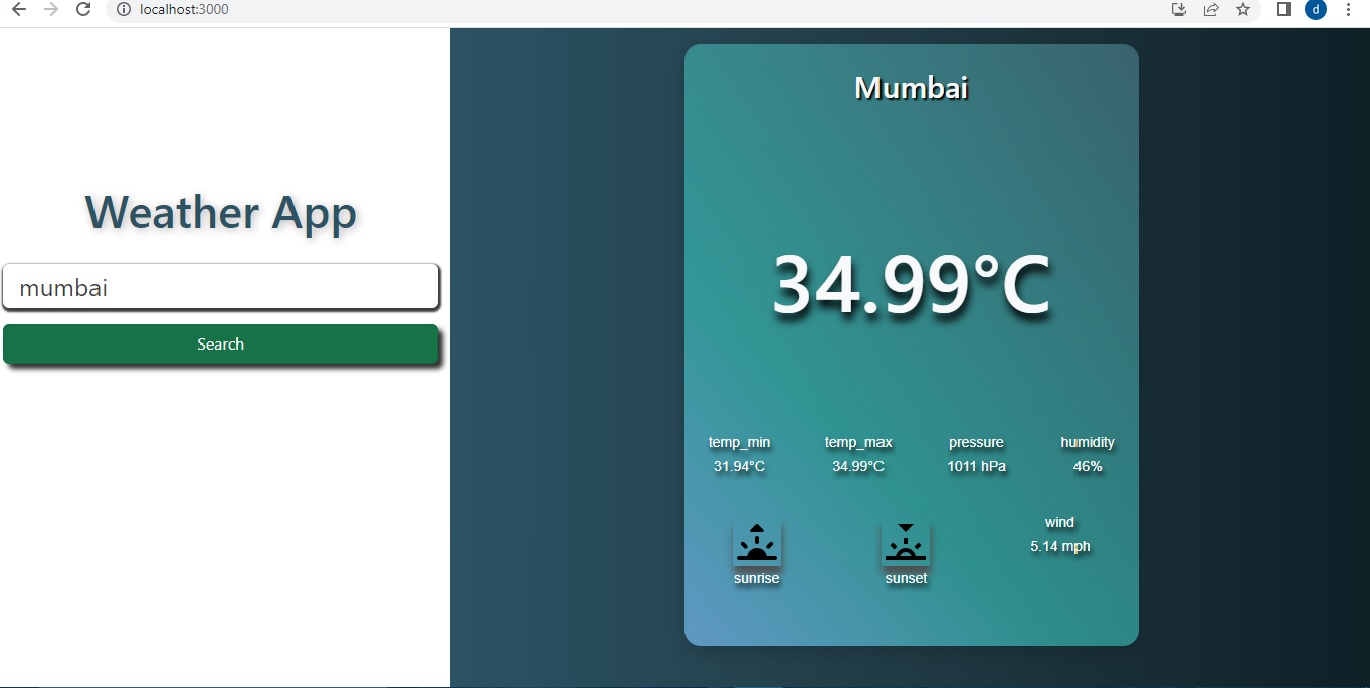 localhost:3000
d
Mumbai
Weather App
mumbai
Search
34.99°C
temp_min temp_max pressure humidity
31.94°C 34.99°C 1011 hPa 46%
wind
5.14 mph
sunrise sunset